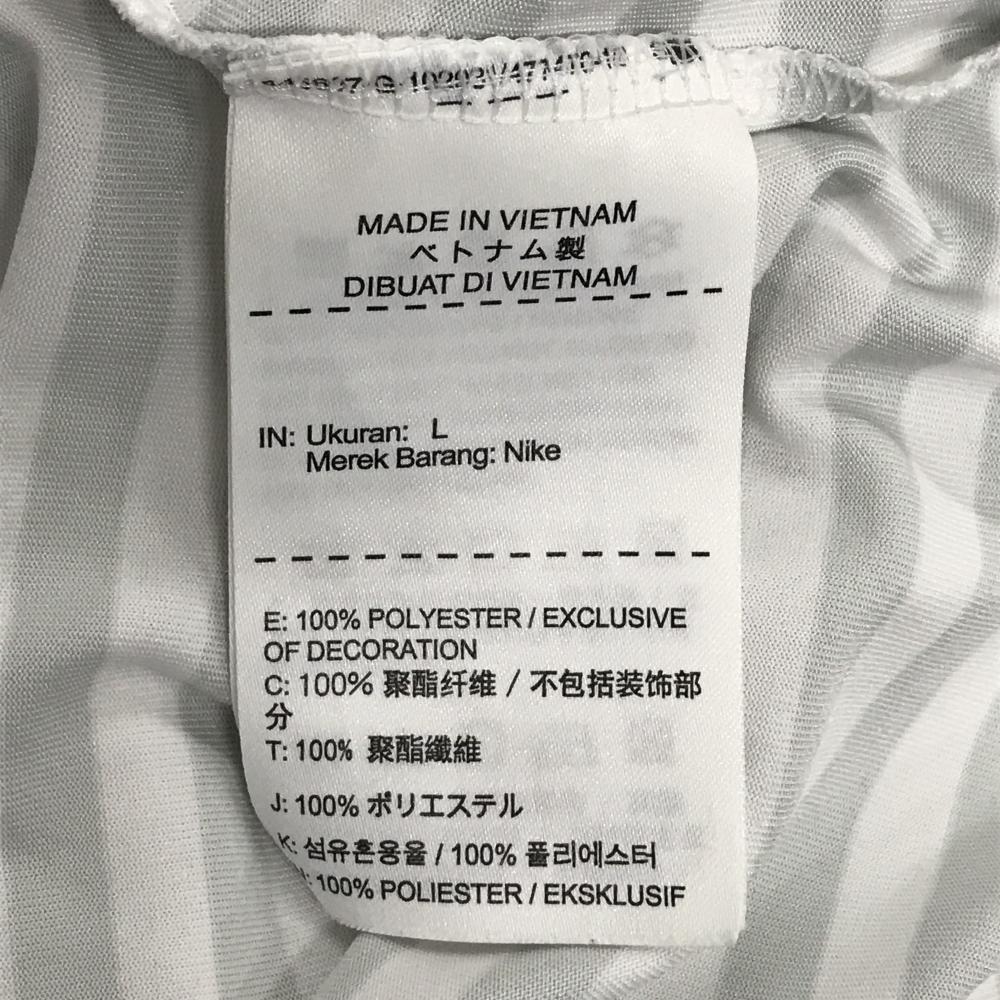 MADE IN VIETNAM
ベトナム製
DIBUAT DI VIETNAM
IN: Ukuran: L
Merek Barang: Nike
E: 100% POLYESTER / EXCLUSIVE
OF DECORATION
C: 100% 聚酯纤维 / 不包括装饰部
分
T: 100% 聚酯纖維
J: 100% ポリエステル
K: 섬유혼용율 / 100% 폴리에스터
: 100% POLIESTER / EKSKLUSIF